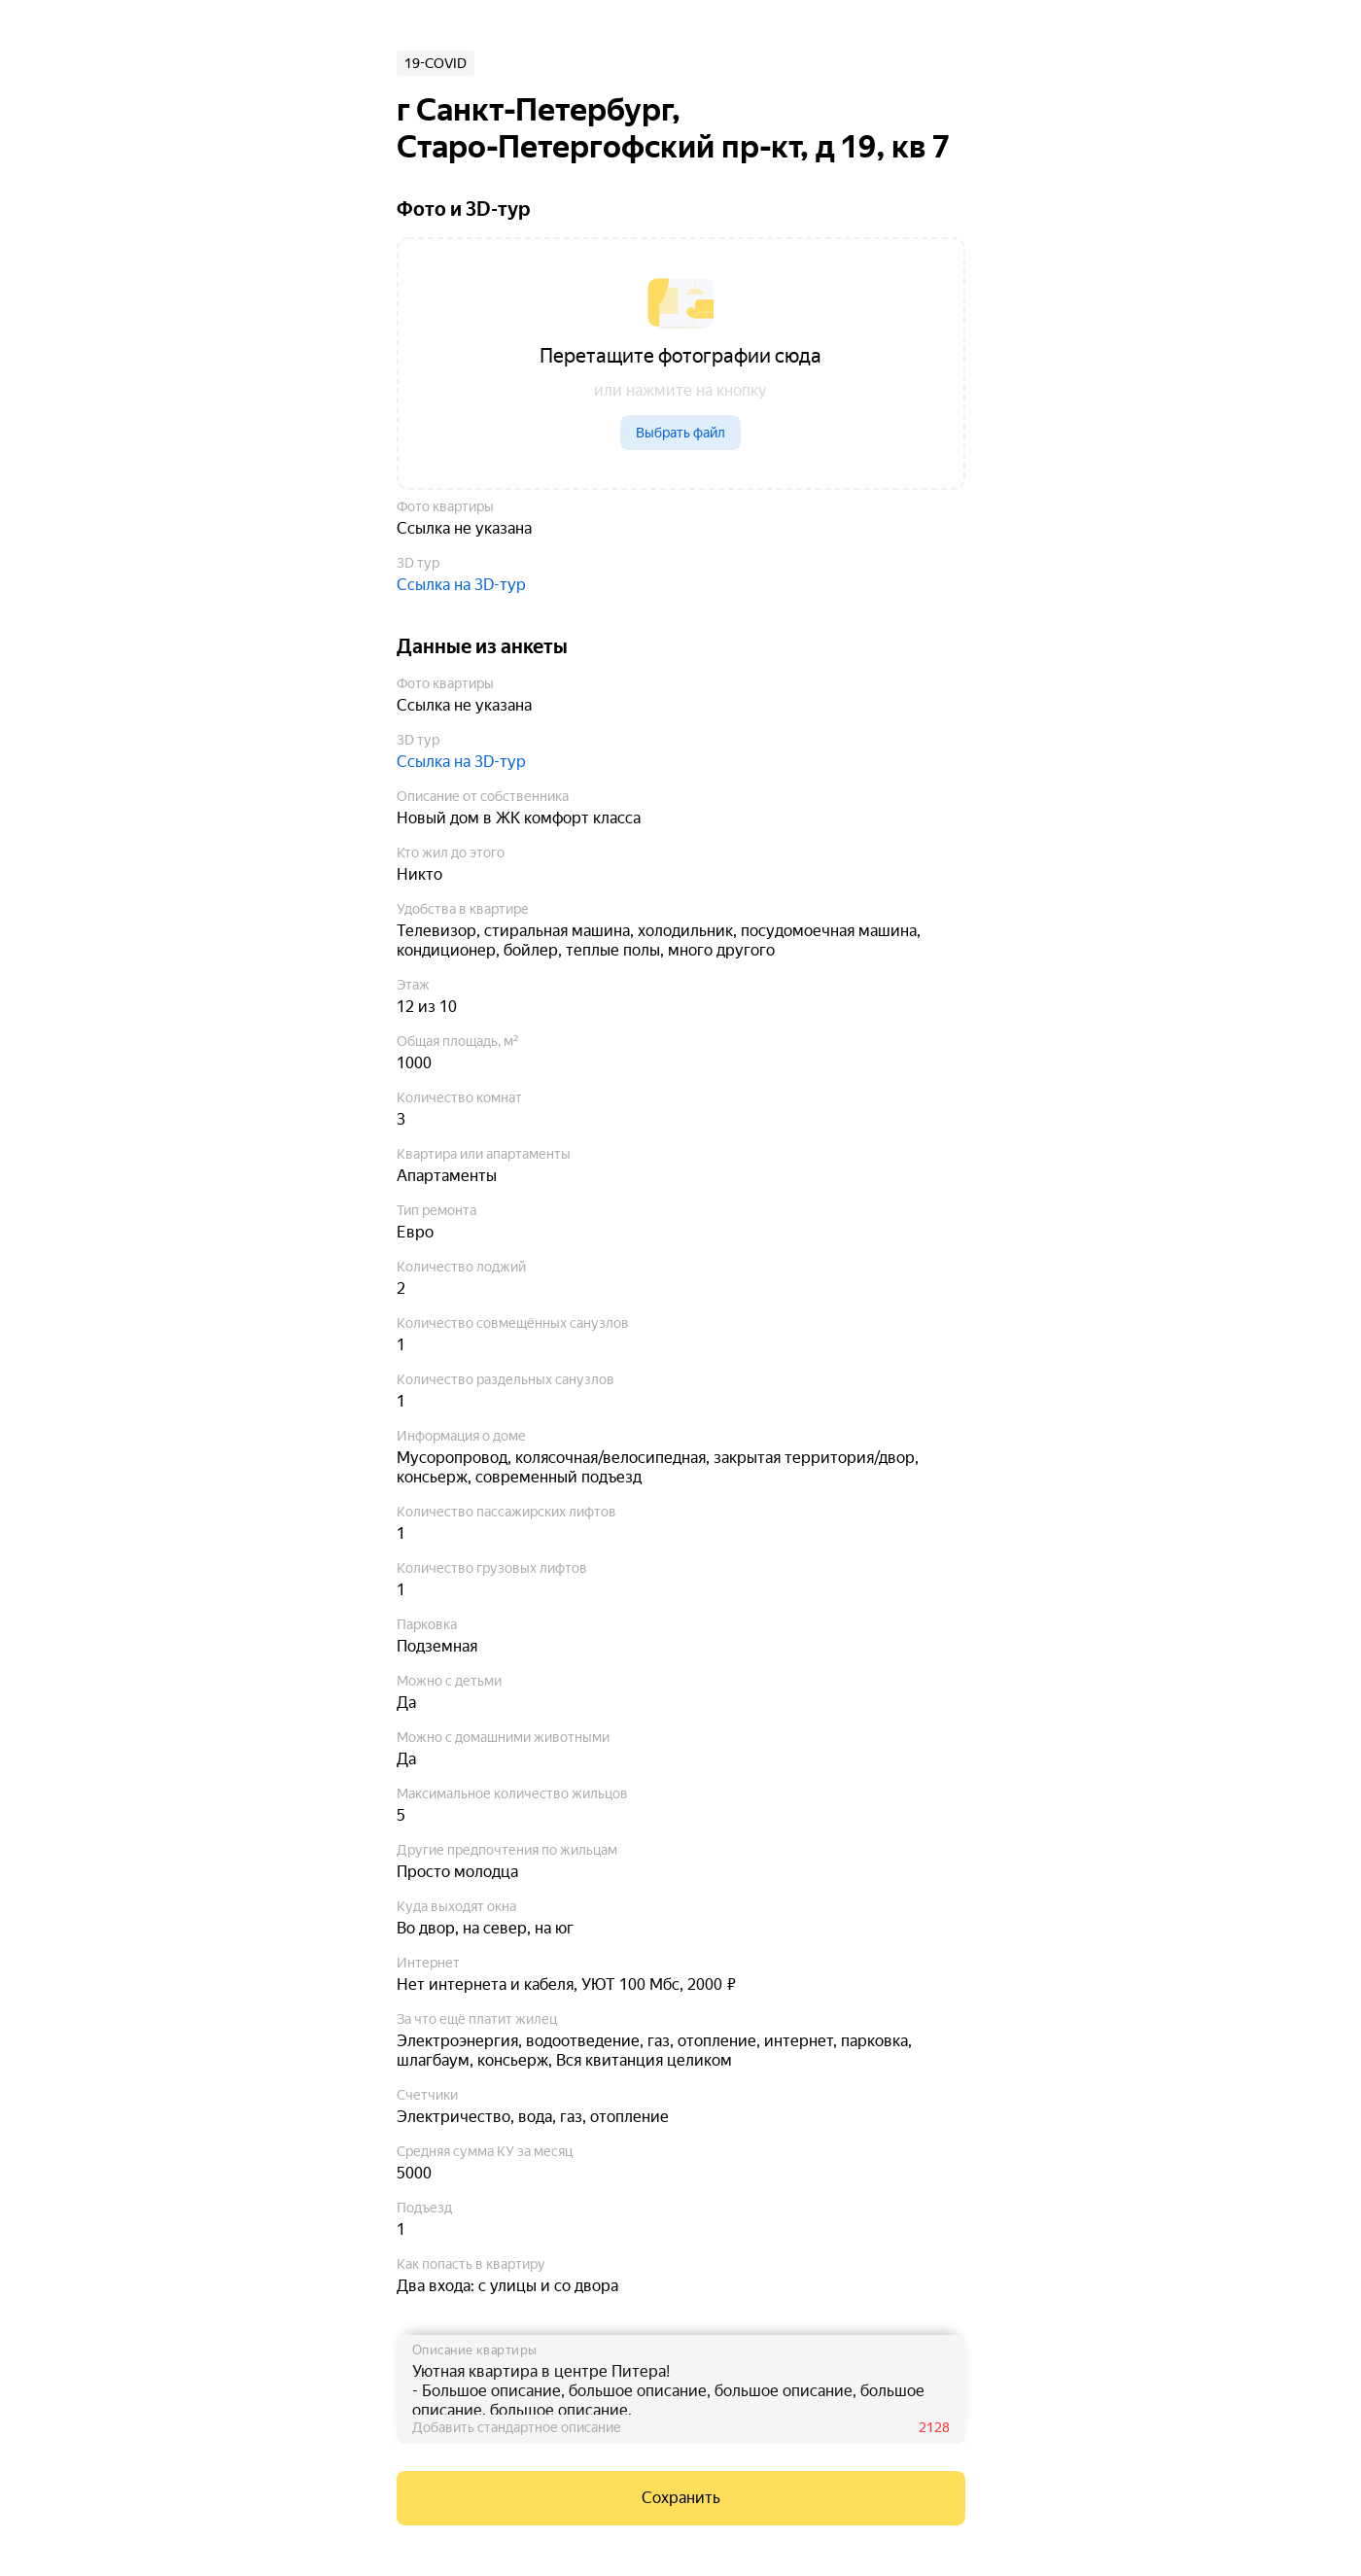 19-COVID
г Санкт-Петербург,
Старо-Петергофский пр-кт, д 19, кв 7
Фото и 3D-тур
Перетащите фотографии сюда
или нажмите на кнопку
Выбрать файл
Фото квартиры
Ссылка не указана
3D тур
Ссылка на 3D-тур
Данные из анкеты
Фото квартиры
Ссылка не указана
3D тур
Ссылка на 3D-тур
Описание от собственника
Новый дом в ЖК комфорт класса
Кто жил до этого
Никто
Удобства в квартире
Телевизор, стиральная машина, холодильник, посудомоечная машина,
кондиционер, бойлер, теплые полы, много другого
Этаж
12 из 10
Общая площадь, м²
1000
Количество комнат
3
Квартира или апартаменты
Апартаменты
Тип ремонта
Евро
Количество лоджий
2
Количество совмещённых санузлов
1
Количество раздельных санузлов
1
Информация о доме
Мусоропровод, колясочная/велосипедная, закрытая территория/двор,
консьерж, современный подъезд
Количество пассажирских лифтов
1
Количество грузовых лифтов
1
Парковка
Подземная
Можно с детьми
Да
Можно с домашними животными
Да
Максимальное количество жильцов
5
Другие предпочтения по жильцам
Просто молодца
Куда выходят окна
Во двор, на север, на юг
Интернет
Нет интернета и кабеля, УЮТ 100 Мбс, 2000 ₽
За что ещё платит жилец
Электроэнергия, водоотведение, газ, отопление, интернет, парковка,
шлагбаум, консьерж, Вся квитанция целиком
Счетчики
Электричество, вода, газ, отопление
Средняя сумма КУ за месяц
5000
Подъезд
1
Как попасть в квартиру
Два входа: с улицы и со двора
Описание квартиры
Уютная квартира в центре Питера!
- Большое описание, большое описание, большое описание, большое
описание, большое описание,
Добавить стандартное описание
2128
Сохранить